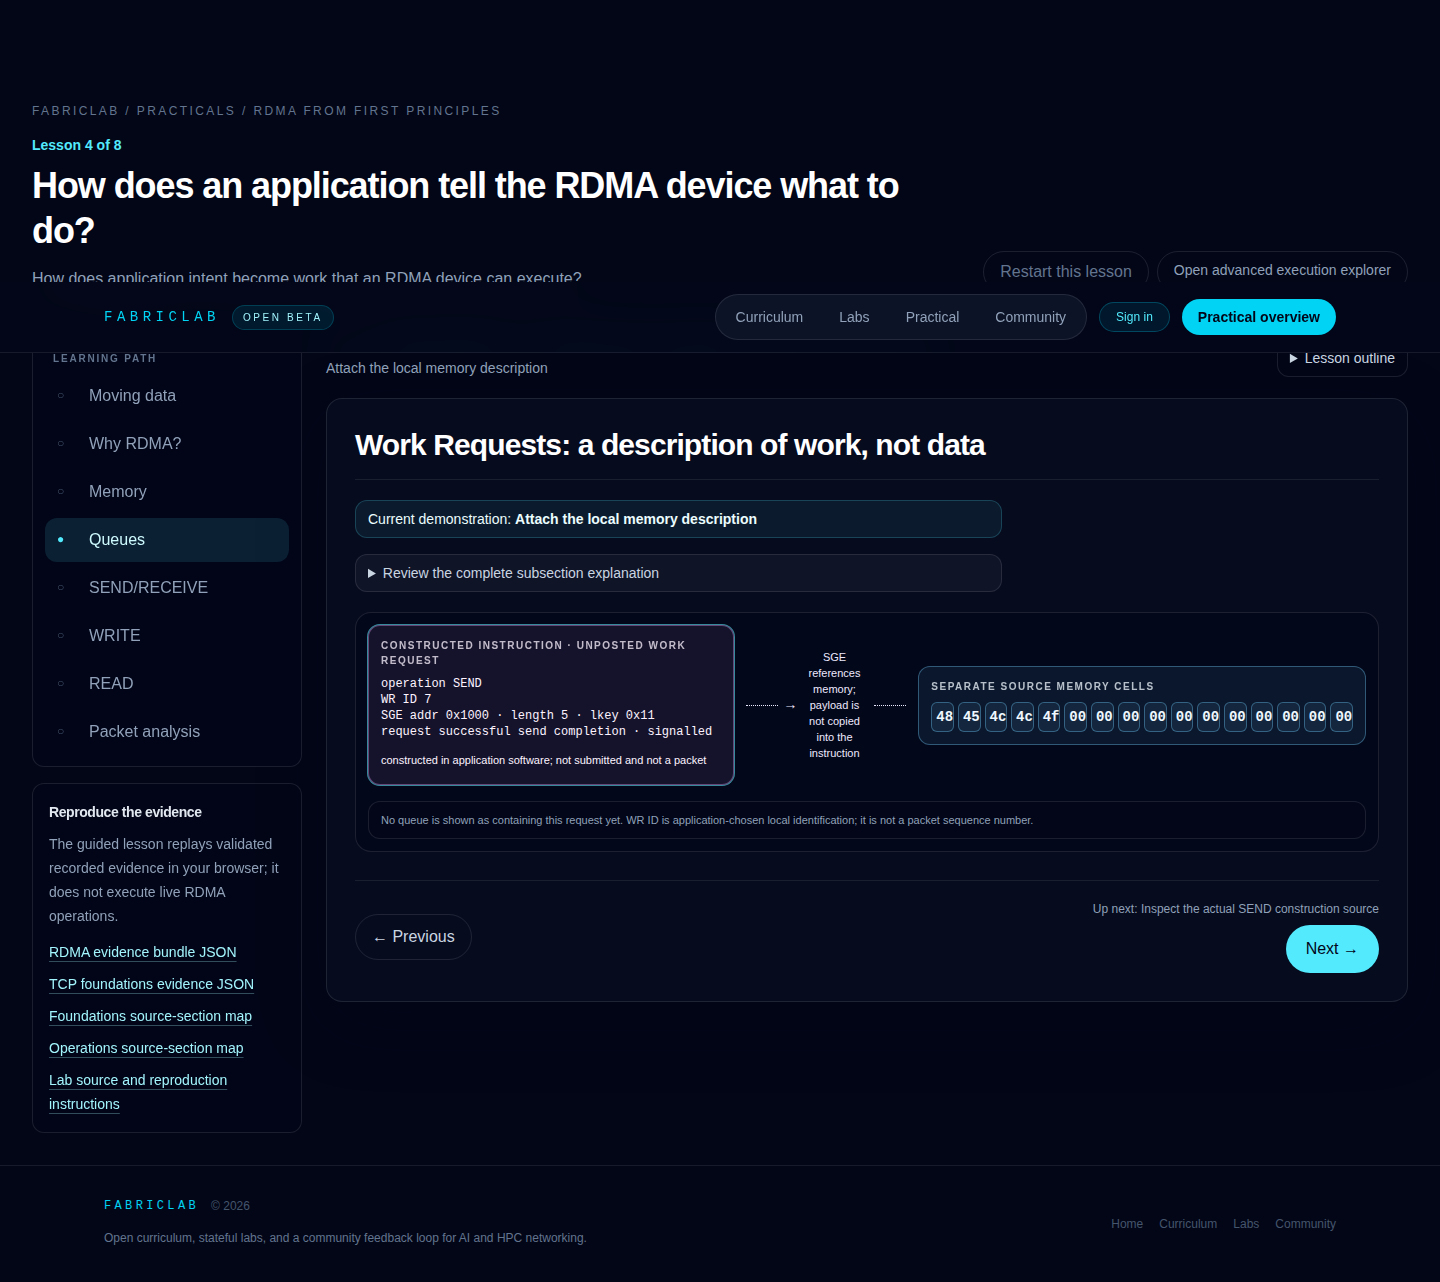 FABRICLAB / PRACTICALS / RDMA FROM FIRST PRINCIPLES
Lesson 4 of 8
How does an application tell the RDMA device what to
do?
How does application intent become work that an RDMA device can execute?
Restart this lesson
Open advanced execution explorer
FABRICLAB
OPEN BETA
Curriculum
Labs
Practical
Community
Sign in
Practical overview
LEARNING PATH
○ Moving data
○ Why RDMA?
○ Memory
● Queues
○ SEND/RECEIVE
○ WRITE
○ READ
○ Packet analysis
Reproduce the evidence
The guided lesson replays validated
recorded evidence in your browser; it
does not execute live RDMA
operations.
RDMA evidence bundle JSON
TCP foundations evidence JSON
Foundations source-section map
Operations source-section map
Lab source and reproduction
instructions
Attach the local memory description
▶ Lesson outline
Work Requests: a description of work, not data
Current demonstration: Attach the local memory description
▶ Review the complete subsection explanation
CONSTRUCTED INSTRUCTION · UNPOSTED WORK
REQUEST
operation SEND
WR ID 7
SGE addr 0x1000 · length 5 · lkey 0x11
request successful send completion · signalled
constructed in application software; not submitted and not a packet
→
SGE
references
memory;
payload is
not copied
into the
instruction
SEPARATE SOURCE MEMORY CELLS
48 45 4c 4c 4f 00 00 00 00 00 00 00 00 00 00 00
No queue is shown as containing this request yet. WR ID is application-chosen local identification; it is not a packet sequence number.
← Previous
Up next: Inspect the actual SEND construction source
Next →
FABRICLAB © 2026
Open curriculum, stateful labs, and a community feedback loop for AI and HPC networking.
Home
Curriculum
Labs
Community